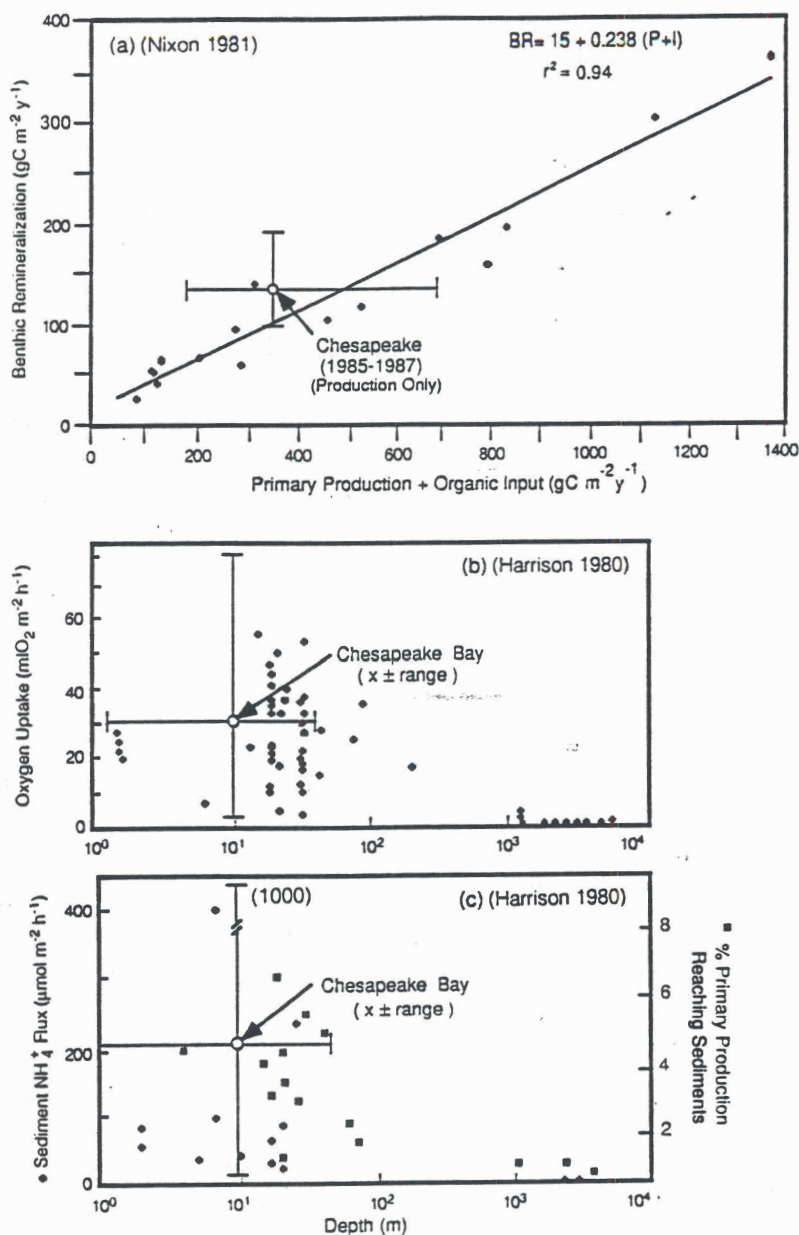 (a) (Nixon 1981)
BR= 15 + 0.238 (P+I)
r² = 0.94
Benthic Remineralization (gC m⁻² y⁻¹)
400
300
200
100
0
Chesapeake
(1985-1987)
(Production Only)
0 200 400 600 800 1000 1200 1400
Primary Production + Organic Input (gC m⁻² y⁻¹)
(b) (Harrison 1980)
Oxygen Uptake (mlO₂ m⁻² h⁻¹)
60
40
20
0
Chesapeake Bay
( x ± range )
10⁰ 10¹ 10² 10³ 10⁴
(1000)
(c) (Harrison 1980)
Sediment NH₄⁺ Flux (µmol m⁻² h⁻¹)
400
200
0
Chesapeake Bay
( x ± range )
8
6
4
2
% Primary Production
Reaching Sediments
10⁰ 10¹ 10² 10³ 10⁴
Depth (m)